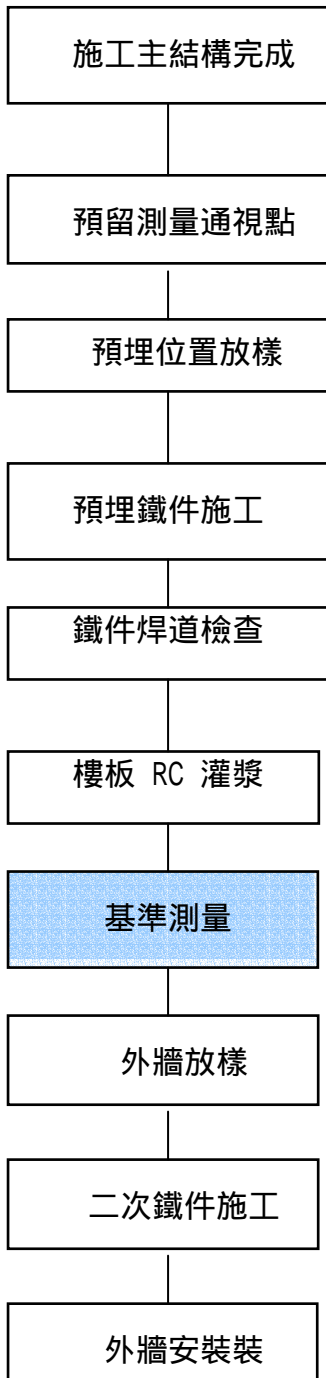 施工主結構完成
預留測量通視點
預埋位置放樣
預埋鐵件施工
鐵件焊道檢查
樓板 RC 灌漿
基準測量
外牆放樣
二次鐵件施工
外牆安裝裝